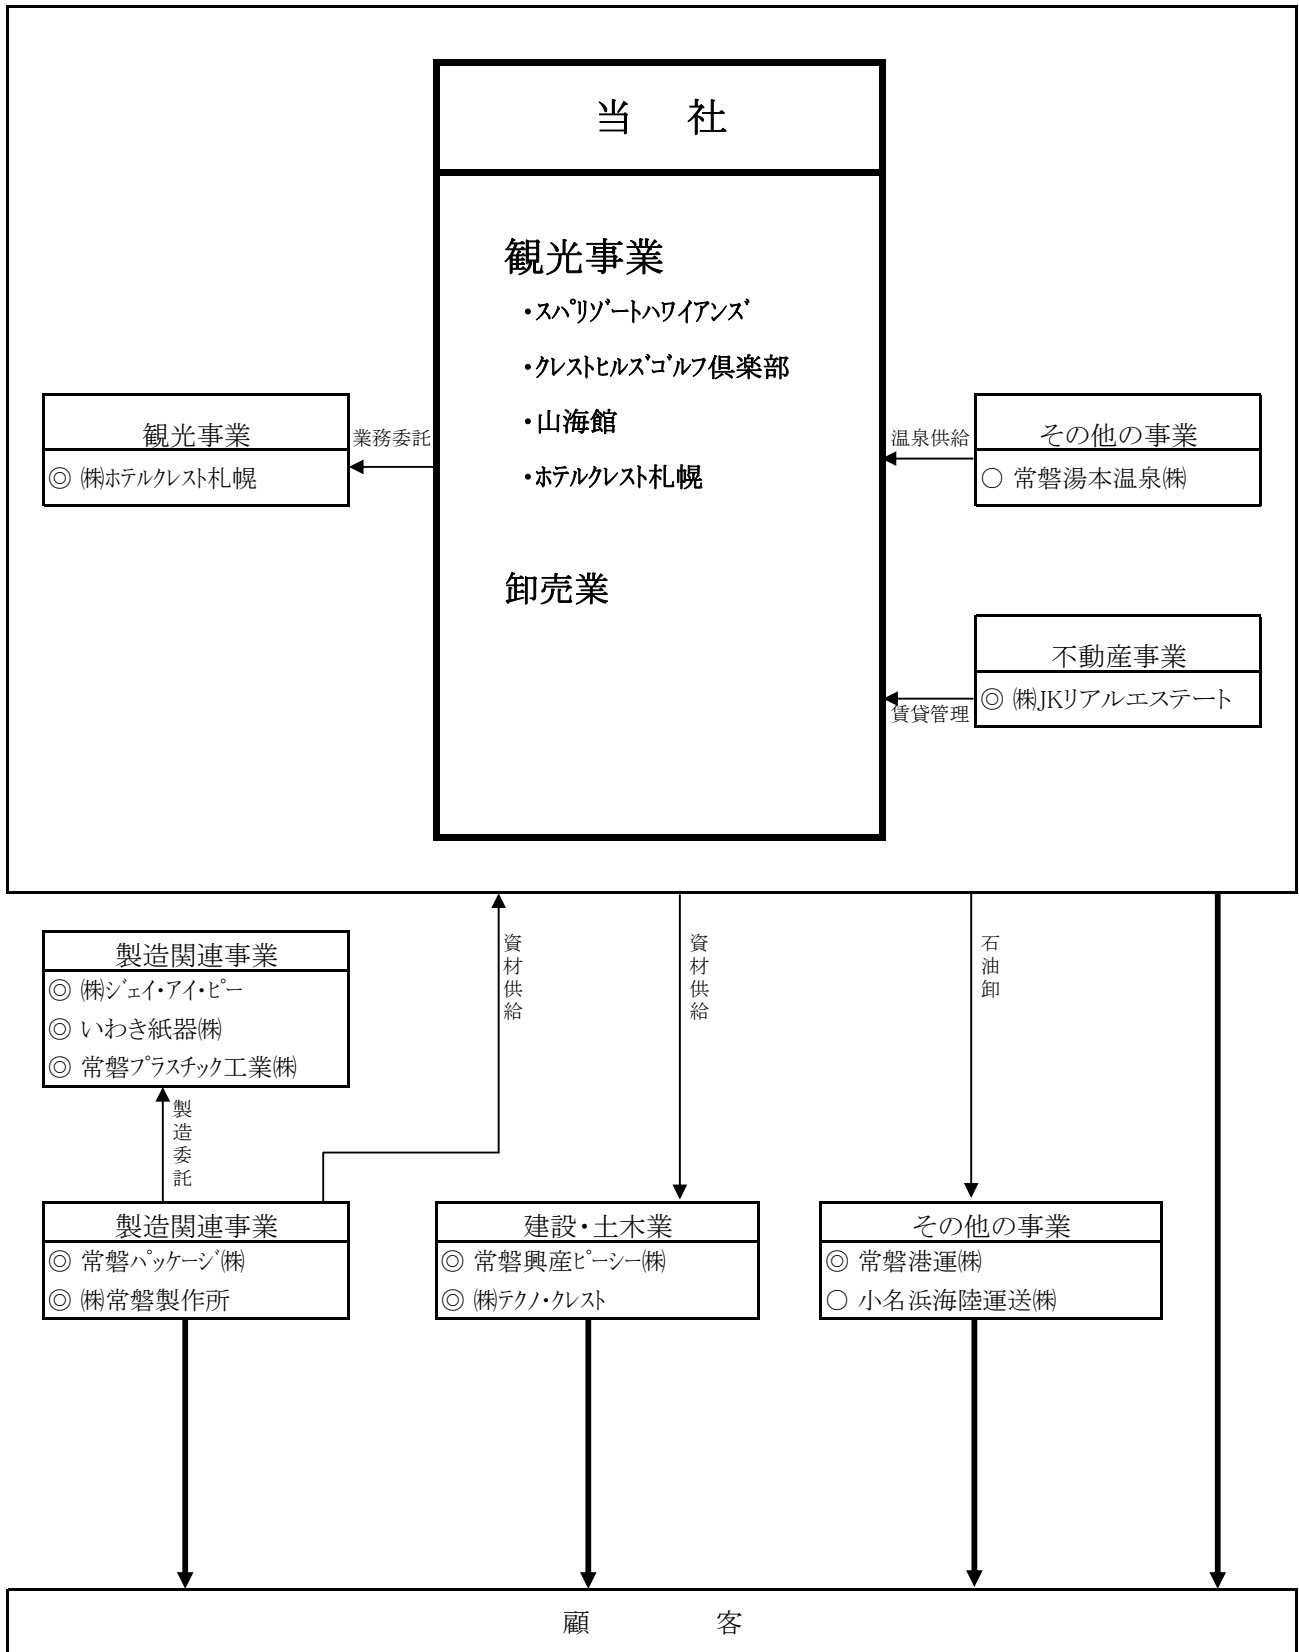 当 社
観光事業
・ｽﾊﾟﾘｿﾞｰﾄﾊﾜｲｱﾝｽﾞ
・ｸﾚｽﾄﾋﾙｽﾞｺﾞﾙﾌ倶楽部
・山海館
・ﾎﾃﾙｸﾚｽﾄ札幌
卸売業
観光事業
◎ ㈱ﾎﾃﾙｸﾚｽﾄ札幌
業務委託
温泉供給
その他の事業
○ 常磐湯本温泉㈱
不動産事業
◎ ㈱JKリアルエステート
賃貸管理
製造関連事業
◎ ㈱ｼﾞｪｲ・ｱｲ・ﾋﾟｰ
◎ いわき紙器㈱
◎ 常磐ﾌﾟﾗｽﾁｯｸ工業㈱
製造委託
資材供給
資材供給
石油卸
製造関連事業
◎ 常磐ﾊﾟｯｹｰｼﾞ㈱
◎ ㈱常磐製作所
建設・土木業
◎ 常磐興産ﾋﾟｰｼｰ㈱
◎ ㈱ﾃｸﾉ・ｸﾚｽﾄ
その他の事業
◎ 常磐港運㈱
○ 小名浜海陸運送㈱
顧 客